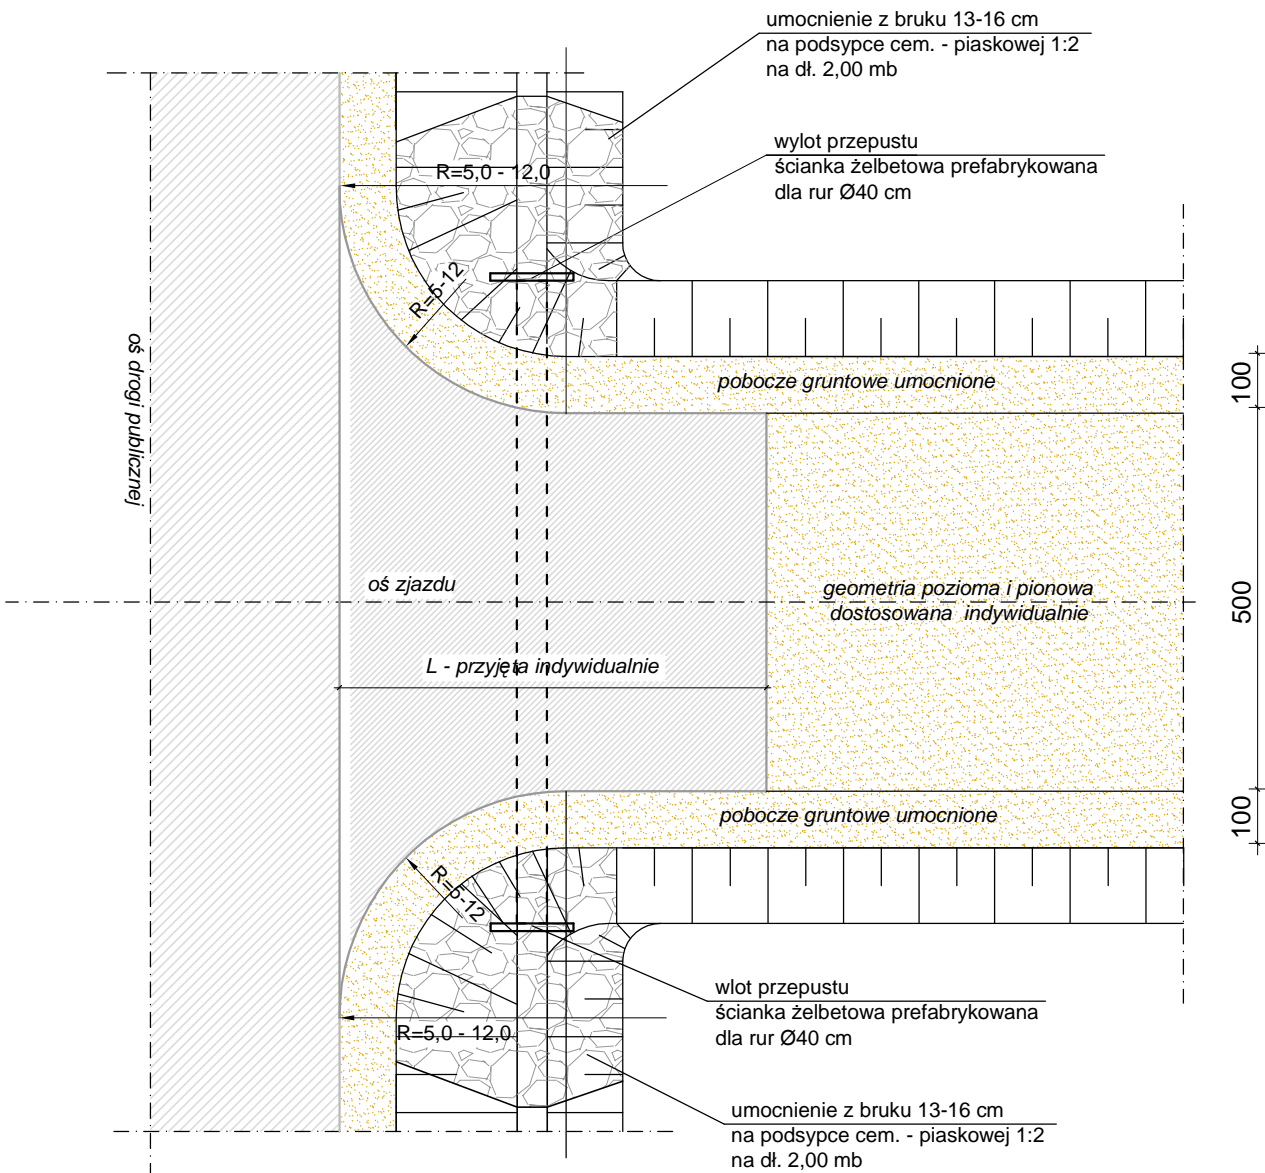 umocnienie z bruku 13-16 cm
na podsypce cem. - piaskowej 1:2
na dł. 2,00 mb
wylot przepustu
ścianka żelbetowa prefabrykowana
dla rur Ø40 cm
R=5,0 - 12,0
R=5-12
oś drogi publicznej
pobocze gruntowe umocnione
100
oś zjazdu
geometria pozioma i pionowa
dostosowana indywidualnie
500
L - przyjęta indywidualnie
pobocze gruntowe umocnione
100
R=5-12
R=5,0 - 12,0
wlot przepustu
ścianka żelbetowa prefabrykowana
dla rur Ø40 cm
umocnienie z bruku 13-16 cm
na podsypce cem. - piaskowej 1:2
na dł. 2,00 mb